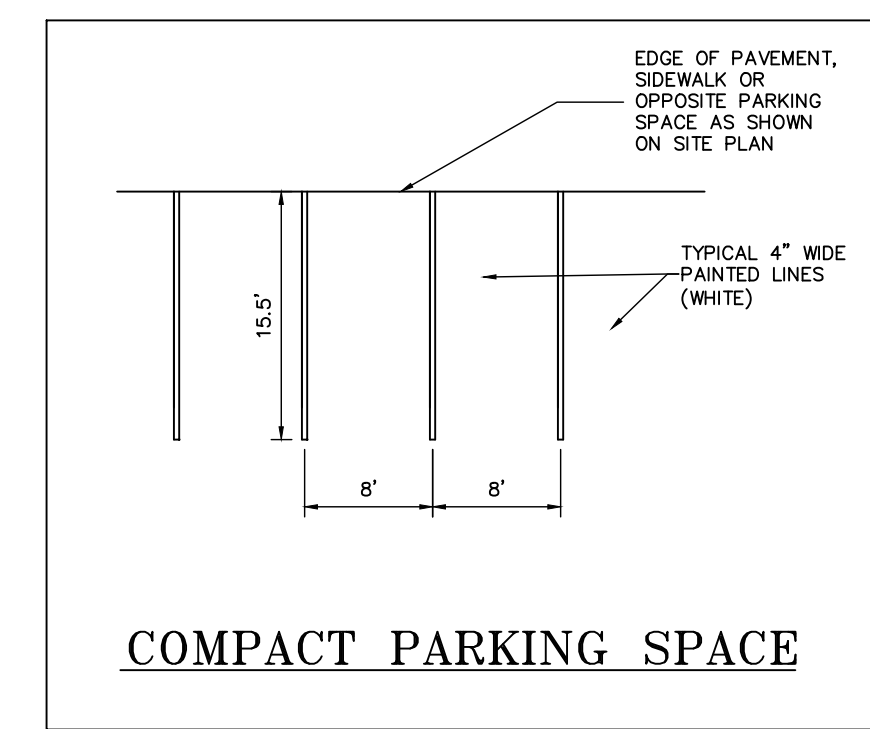 EDGE OF PAVEMENT,
SIDEWALK OR
OPPOSITE PARKING
SPACE AS SHOWN
ON SITE PLAN
TYPICAL 4" WIDE
PAINTED LINES
(WHITE)
15.5'
8'
8'
COMPACT PARKING SPACE